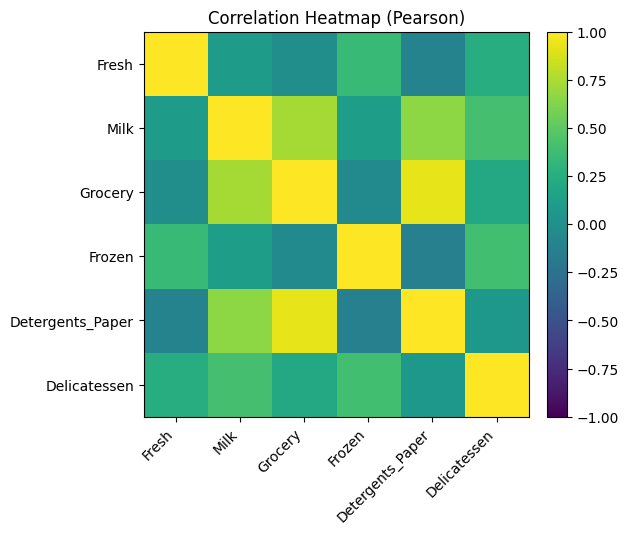 Correlation Heatmap (Pearson)
Fresh
Milk
Grocery
Frozen
Detergents_Paper
Delicatessen
Fresh
Milk
Grocery
Frozen
Detergents_Paper
Delicatessen
1.00
0.75
0.50
0.25
0.00
−0.25
−0.50
−0.75
−1.00